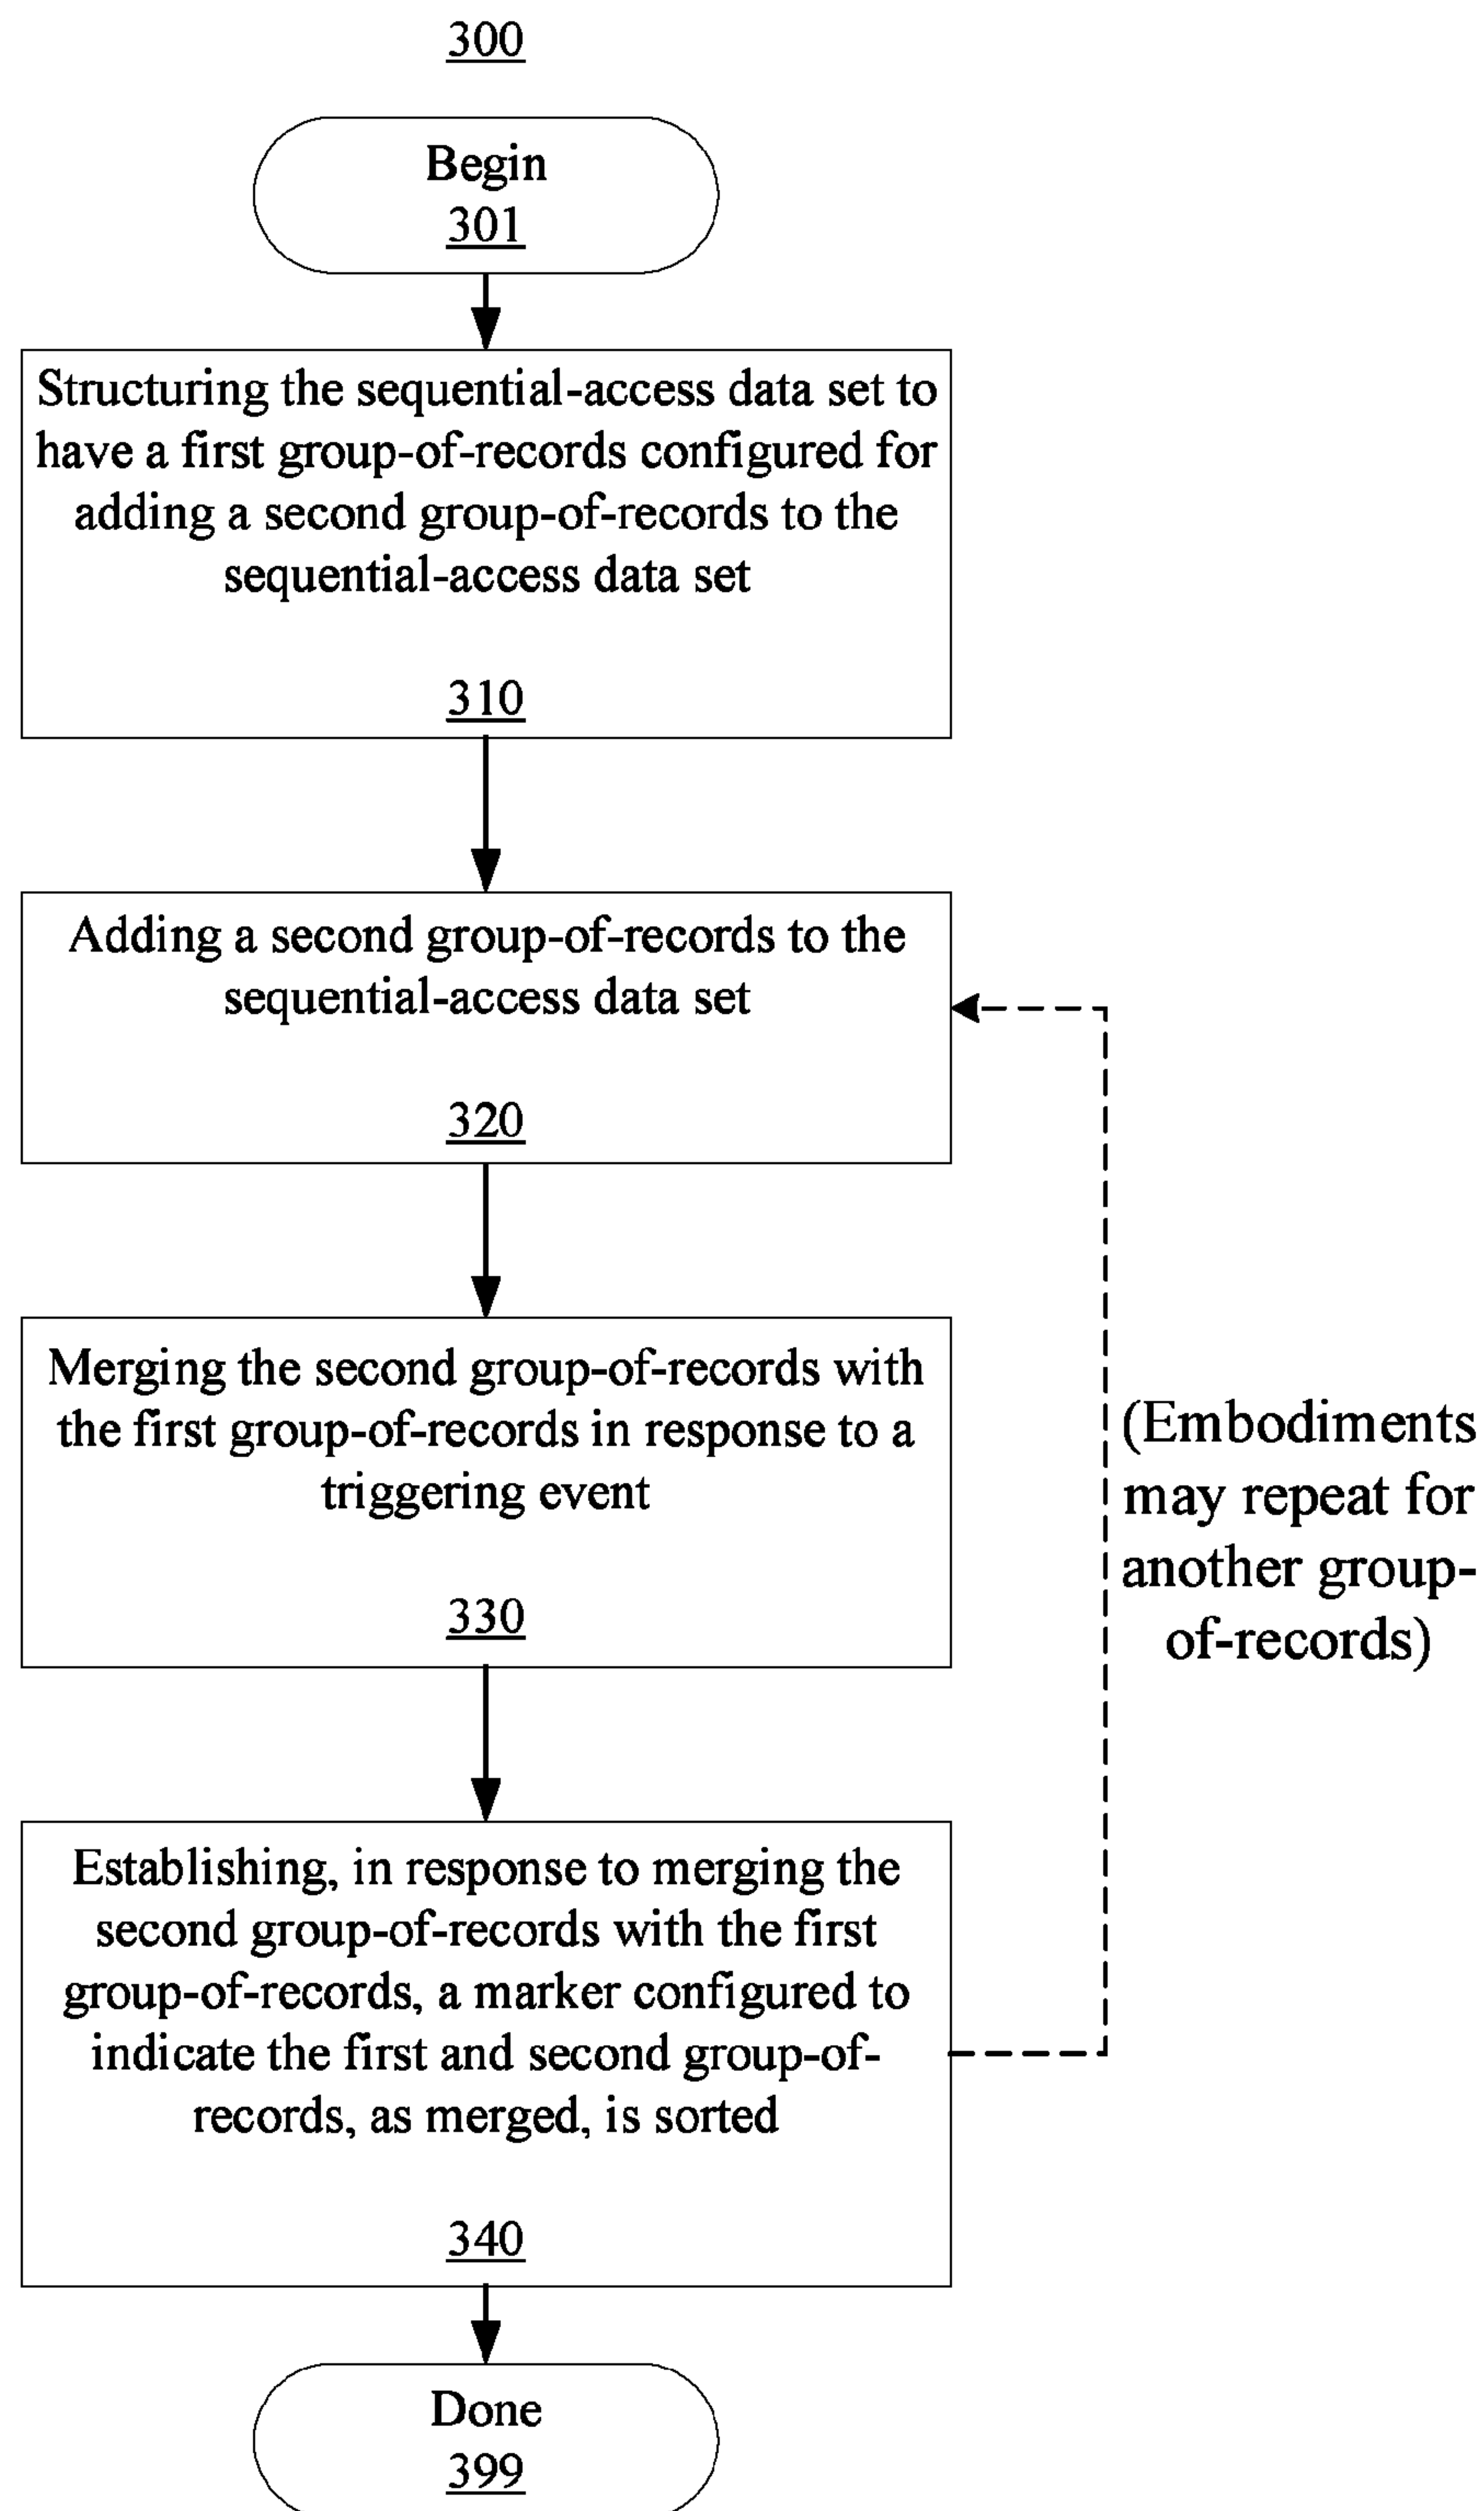 300
Begin
301
Structuring the sequential-access data set to
have a first group-of-records configured for
adding a second group-of-records to the
sequential-access data set
310
Adding a second group-of-records to the
sequential-access data set
320
Merging the second group-of-records with
the first group-of-records in response to a
triggering event
330
(Embodiments
may repeat for
another group-
of-records)
Establishing, in response to merging the
second group-of-records with the first
group-of-records, a marker configured to
indicate the first and second group-of-
records, as merged, is sorted
340
Done
399